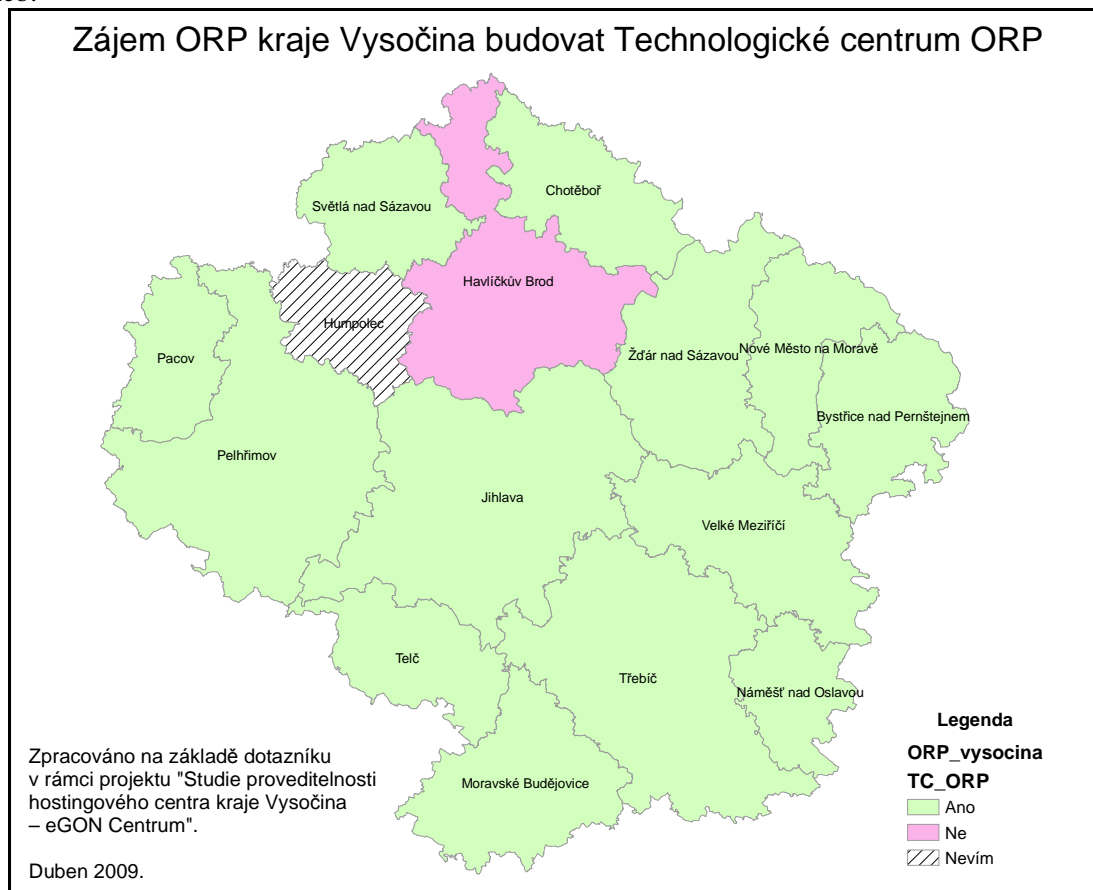 Zájem ORP kraje Vysočina budovat Technologické centrum ORP
Chotěboř
Světlá nad Sázavou
Havlíčkův Brod
Humpolec
Pacov
Žďár nad Sázavou
Nové Město na Moravě
Bystřice nad Pernštejnem
Pelhřimov
Jihlava
Velké Meziříčí
Telč
Třebíč
Náměšť nad Oslavou
Moravské Budějovice
Zpracováno na základě dotazníku
v rámci projektu "Studie proveditelnosti
hostingového centra kraje Vysočina
– eGON Centrum".
Duben 2009.
Legenda
ORP_vysocina
TC_ORP
Ano
Ne
Nevím